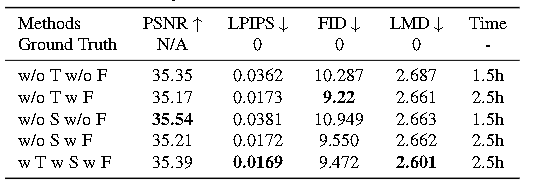 Methods PSNR ↑ LPIPS ↓ FID ↓ LMD ↓ Time
Ground Truth N/A 0 0 0 -
w/o T w/o F 35.35 0.0362 10.287 2.687 1.5h
w/o T w F 35.17 0.0173 9.22 2.661 2.5h
w/o S w/o F 35.54 0.0381 10.949 2.663 1.5h
w/o S w F 35.21 0.0172 9.550 2.662 2.5h
w T w S w F 35.39 0.0169 9.472 2.601 2.5h